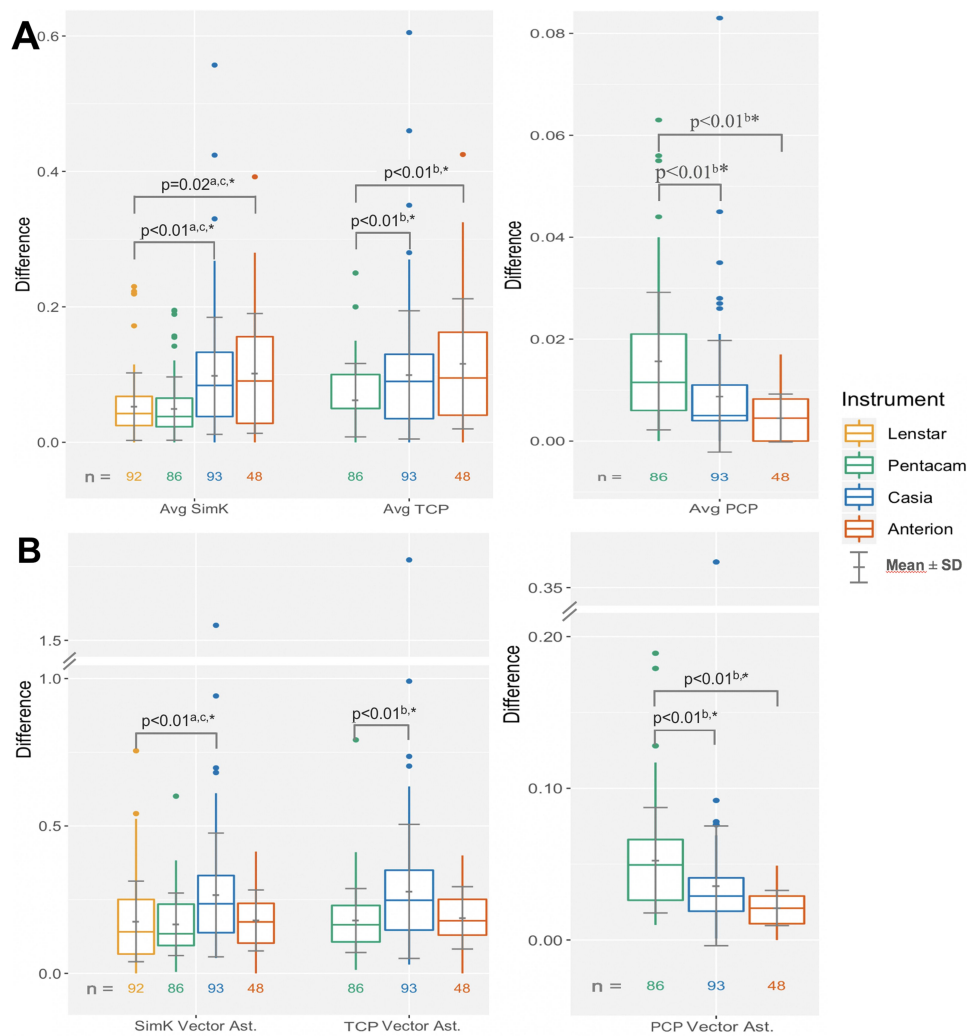 A
0.6
0.4
0.2
0.0
Difference
p=0.02a,c,*
p<0.01a,c,*
p<0.01b,*
p<0.01b,*
n = 92 86 93 48 86 93 48
Avg SimK Avg TCP
0.08
0.06
0.04
0.02
0.00
Difference
p<0.01b*
p<0.01b*
86 93 48
Avg PCP
Instrument
Lenstar
Pentacam
Casia
Anterion
Mean ± SD
B
1.5
1.0
0.5
0.0
Difference
p<0.01a,c,*
p<0.01b,*
n = 92 86 93 48 86 93 48
SimK Vector Ast. TCP Vector Ast.
0.35
0.20
0.10
0.00
Difference
p<0.01b,*
p<0.01b,*
n = 86 93 48
PCP Vector Ast.